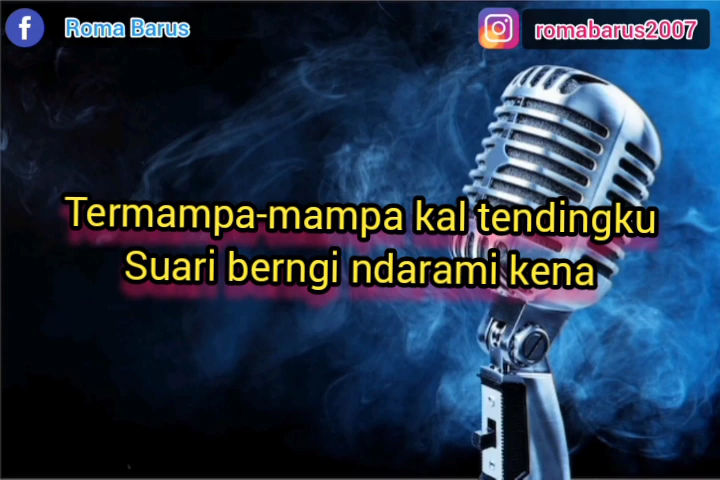 Roma Barus
romabarus2007
Termampa-mampa kal tendingku
Suari berngi ndarami kena